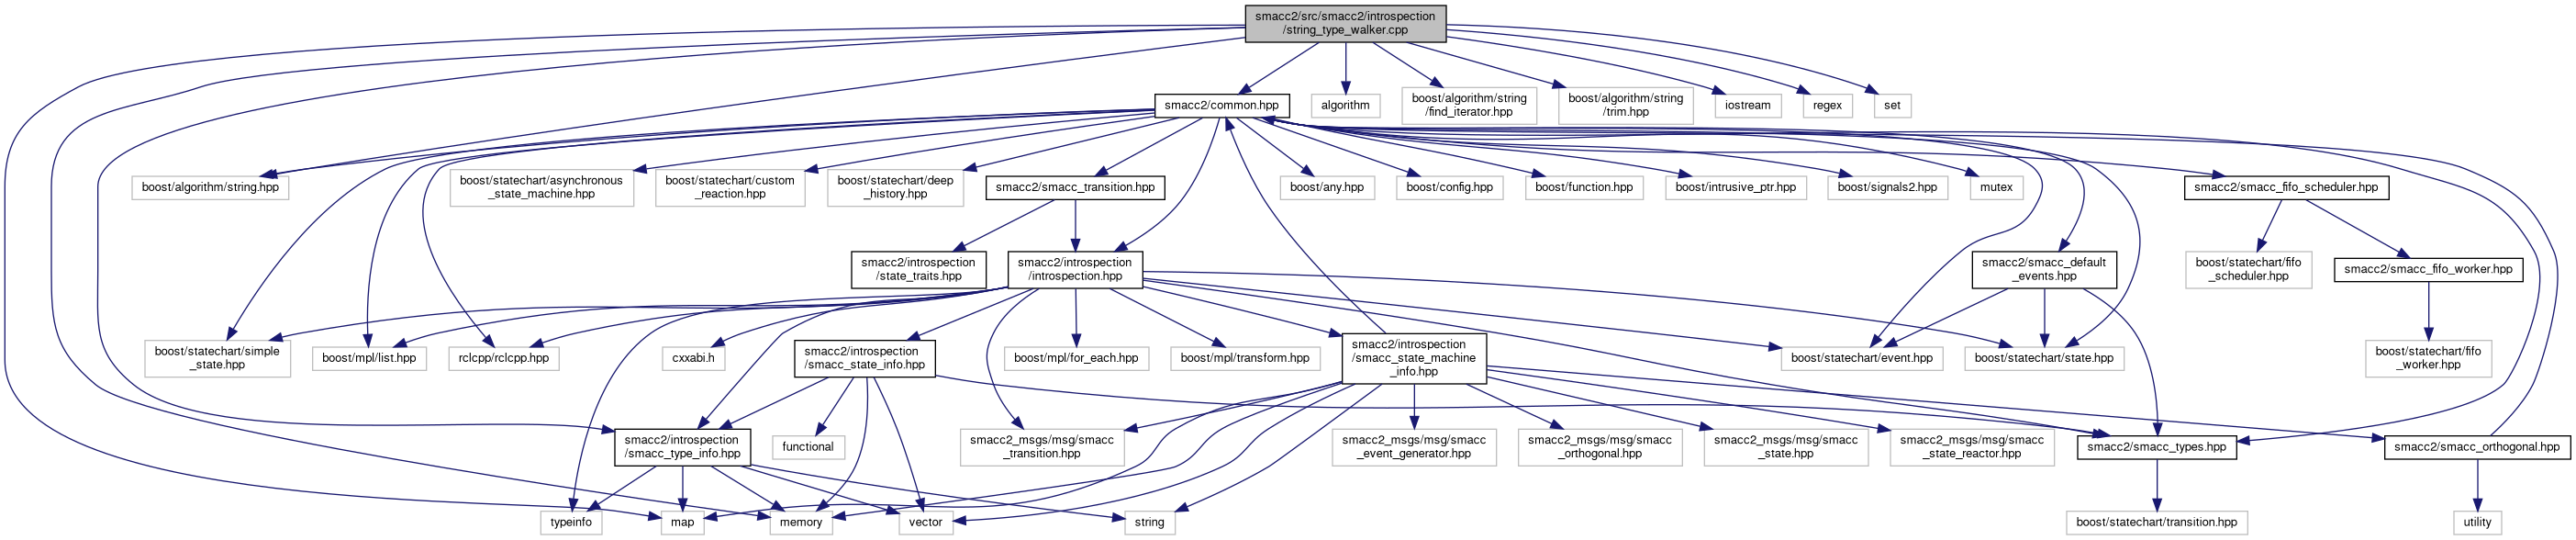 smacc2/src/smacc2/introspection
/string_type_walker.cpp
smacc2/common.hpp
algorithm
boost/algorithm/string
/find_iterator.hpp
boost/algorithm/string
/trim.hpp
iostream
regex
set
boost/algorithm/string.hpp
boost/statechart/asynchronous
_state_machine.hpp
boost/statechart/custom
_reaction.hpp
boost/statechart/deep
_history.hpp
smacc2/smacc_transition.hpp
boost/any.hpp
boost/config.hpp
boost/function.hpp
boost/intrusive_ptr.hpp
boost/signals2.hpp
mutex
smacc2/smacc_fifo_scheduler.hpp
smacc2/introspection
/state_traits.hpp
smacc2/introspection
/introspection.hpp
smacc2/smacc_default
_events.hpp
boost/statechart/fifo
_scheduler.hpp
smacc2/smacc_fifo_worker.hpp
boost/statechart/simple
_state.hpp
boost/mpl/list.hpp
rclcpp/rclcpp.hpp
cxxabi.h
smacc2/introspection
/smacc_state_info.hpp
boost/mpl/for_each.hpp
boost/mpl/transform.hpp
smacc2/introspection
/smacc_state_machine
_info.hpp
boost/statechart/event.hpp
boost/statechart/state.hpp
boost/statechart/fifo
_worker.hpp
smacc2/introspection
/smacc_type_info.hpp
functional
smacc2_msgs/msg/smacc
_transition.hpp
smacc2_msgs/msg/smacc
_event_generator.hpp
smacc2_msgs/msg/smacc
_orthogonal.hpp
smacc2_msgs/msg/smacc
_state.hpp
smacc2_msgs/msg/smacc
_state_reactor.hpp
smacc2/smacc_types.hpp
smacc2/smacc_orthogonal.hpp
typeinfo
map
memory
vector
string
boost/statechart/transition.hpp
utility